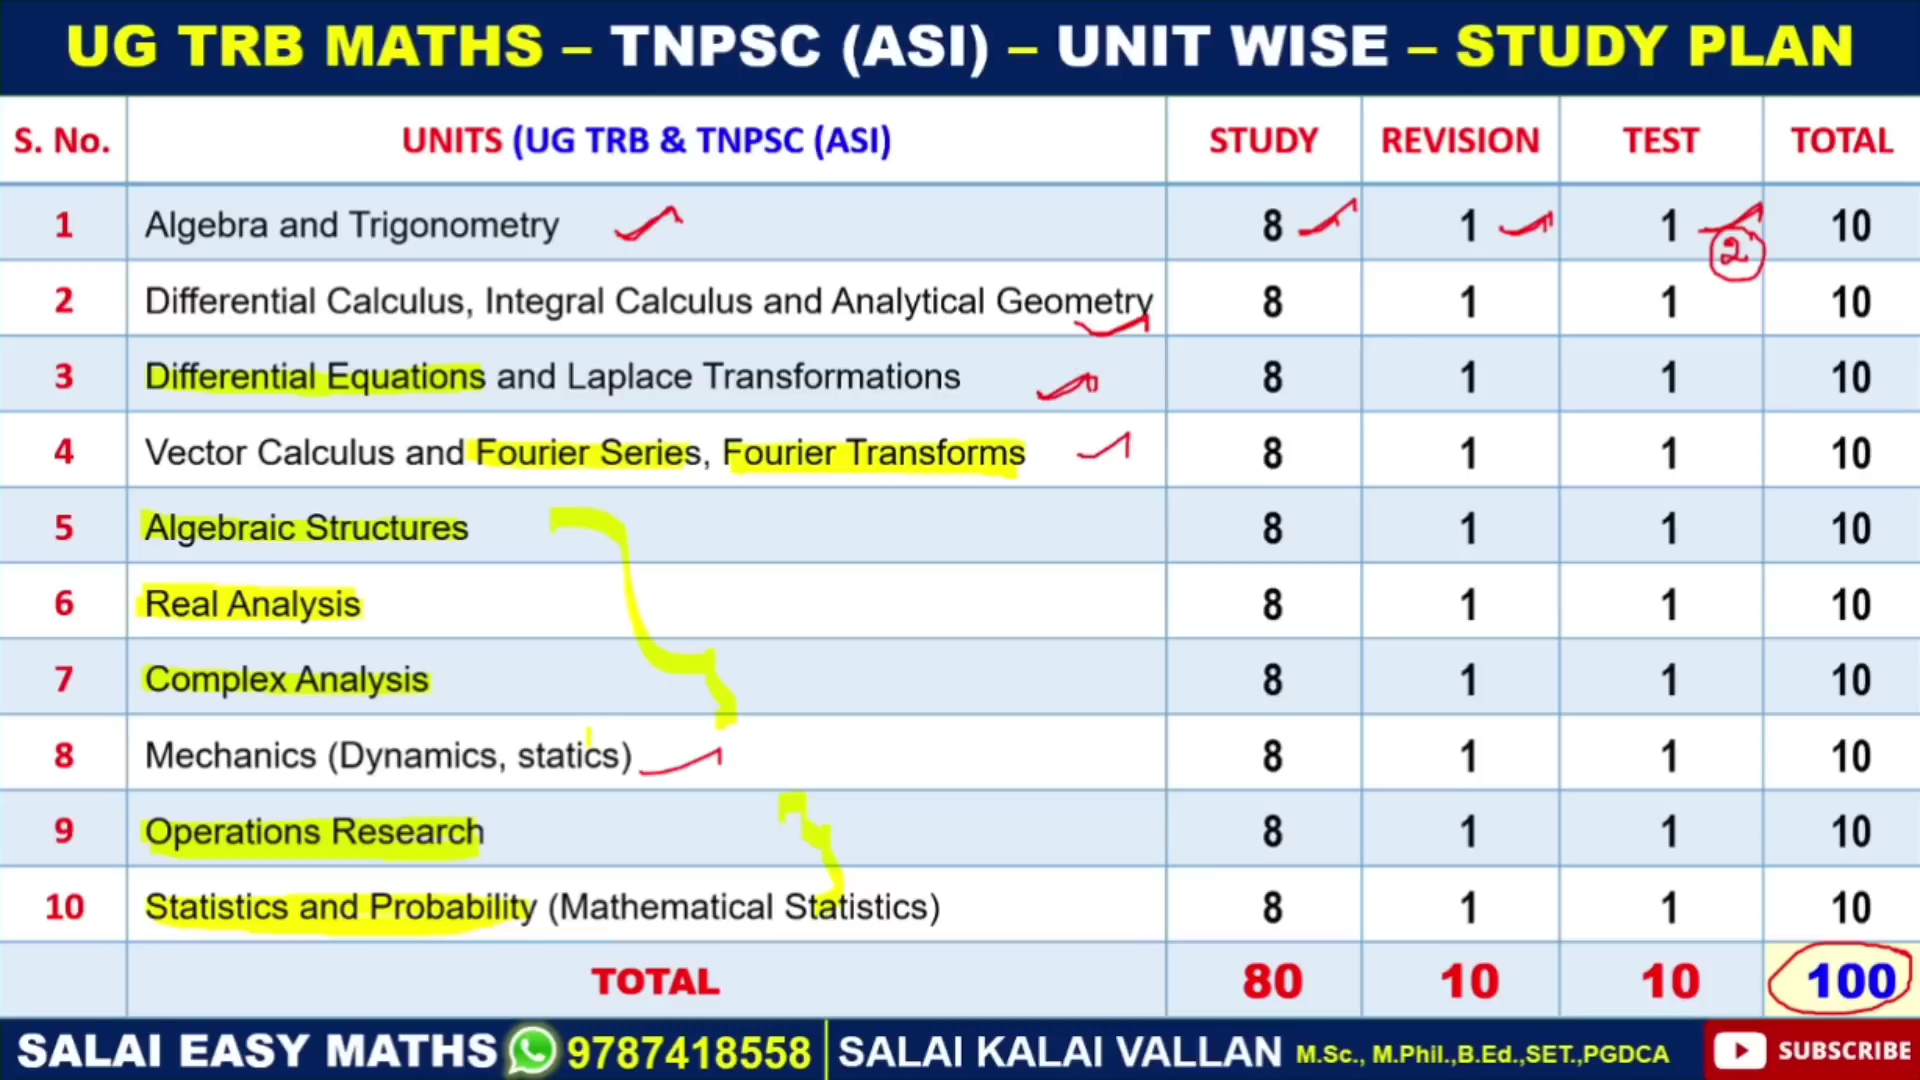 UG TRB MATHS – TNPSC (ASI) – UNIT WISE – STUDY PLAN
S. No. UNITS (UG TRB & TNPSC (ASI) STUDY REVISION TEST TOTAL
1 Algebra and Trigonometry 8 1 1 10
2
2 Differential Calculus, Integral Calculus and Analytical Geometry 8 1 1 10
3 Differential Equations and Laplace Transformations 8 1 1 10
4 Vector Calculus and Fourier Series, Fourier Transforms 8 1 1 10
5 Algebraic Structures 8 1 1 10
6 Real Analysis 8 1 1 10
7 Complex Analysis 8 1 1 10
8 Mechanics (Dynamics, statics) 8 1 1 10
9 Operations Research 8 1 1 10
10 Statistics and Probability (Mathematical Statistics) 8 1 1 10
TOTAL 80 10 10 100
SALAI EASY MATHS 9787418558 SALAI KALAI VALLAN M.Sc., M.Phil.,B.Ed.,SET.,PGDCA SUBSCRIBE